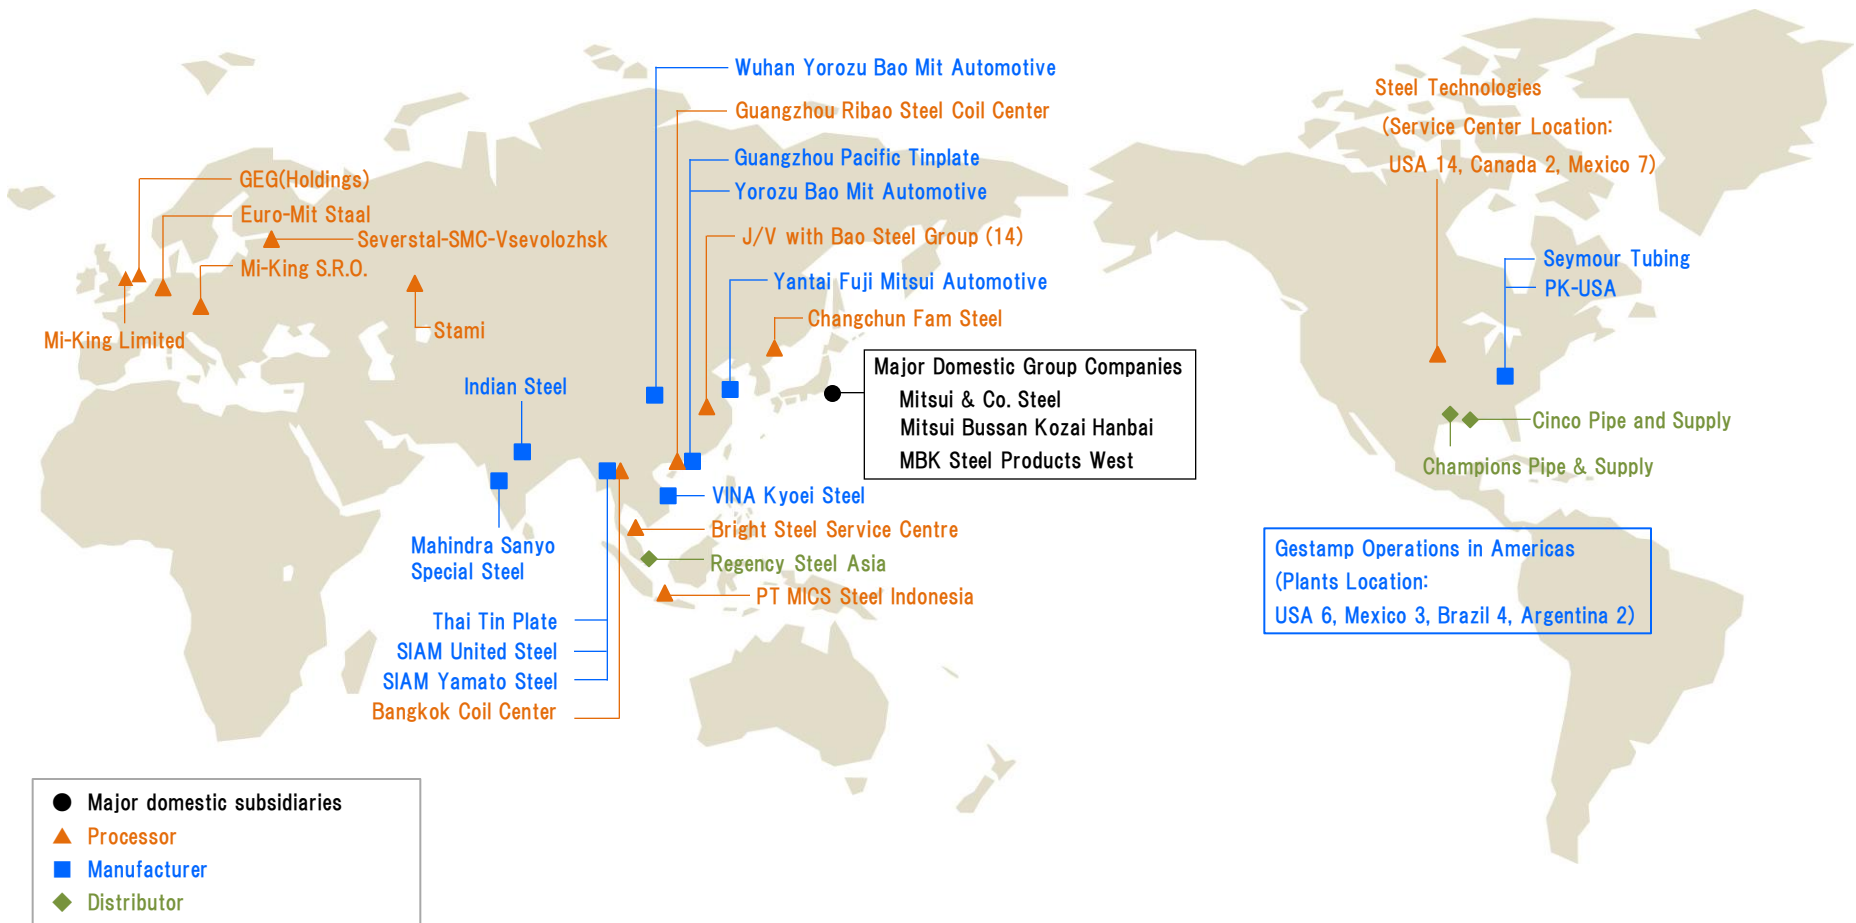 Wuhan Yorozu Bao Mit Automotive
Guangzhou Ribao Steel Coil Center
Guangzhou Pacific Tinplate
Yorozu Bao Mit Automotive
J/V with Bao Steel Group (14)
Yantai Fuji Mitsui Automotive
Changchun Fam Steel
GEG(Holdings)
Euro-Mit Staal
Severstal-SMC-Vsevolozhsk
Mi-King S.R.O.
Mi-King Limited
Stami
Indian Steel
Mahindra Sanyo
Special Steel
Thai Tin Plate
SIAM United Steel
SIAM Yamato Steel
Bangkok Coil Center
Major Domestic Group Companies
Mitsui & Co. Steel
Mitsui Bussan Kozai Hanbai
MBK Steel Products West
VINA Kyoei Steel
Bright Steel Service Centre
Regency Steel Asia
PT MICS Steel Indonesia
Steel Technologies
(Service Center Location:
USA 14, Canada 2, Mexico 7)
Seymour Tubing
PK-USA
Cinco Pipe and Supply
Champions Pipe & Supply
Gestamp Operations in Americas
(Plants Location:
USA 6, Mexico 3, Brazil 4, Argentina 2)
Major domestic subsidiaries
Processor
Manufacturer
Distributor